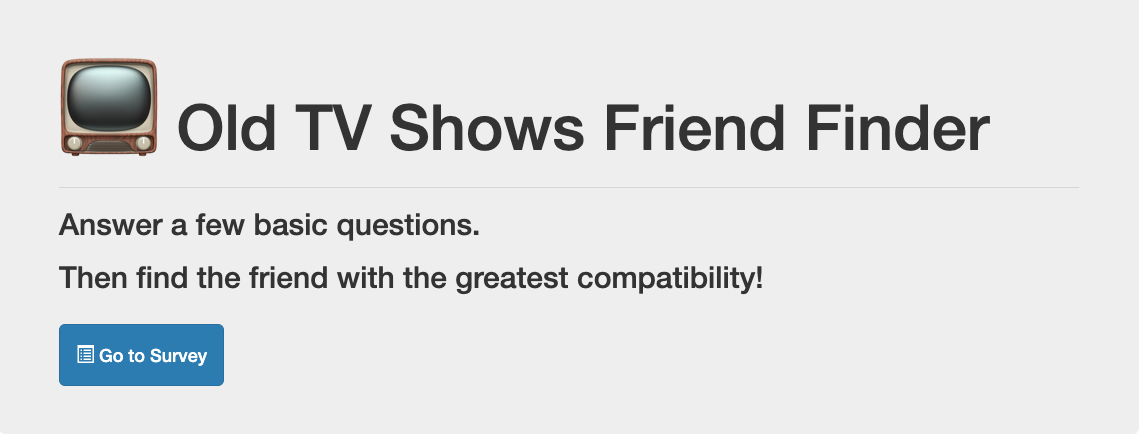 Old TV Shows Friend Finder
Answer a few basic questions.
Then find the friend with the greatest compatibility!
Go to Survey